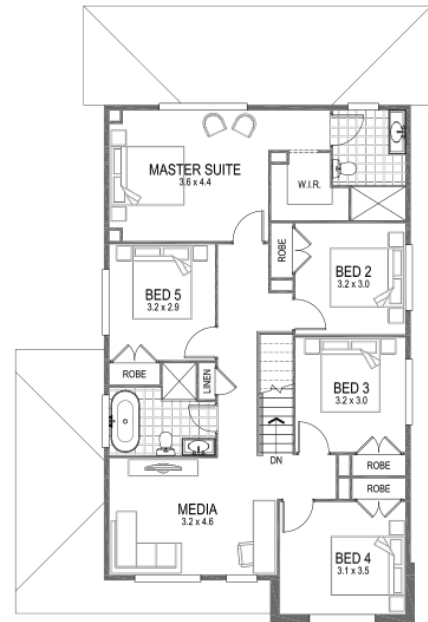 MASTER SUITE
3.6 x 4.4
W.I.R.
ROBE
BED 2
3.2 x 3.0
BED 5
3.2 x 2.9
ROBE
LINEN
BED 3
3.2 x 3.0
DN
ROBE
ROBE
MEDIA
3.2 x 4.6
BED 4
3.1 x 3.5